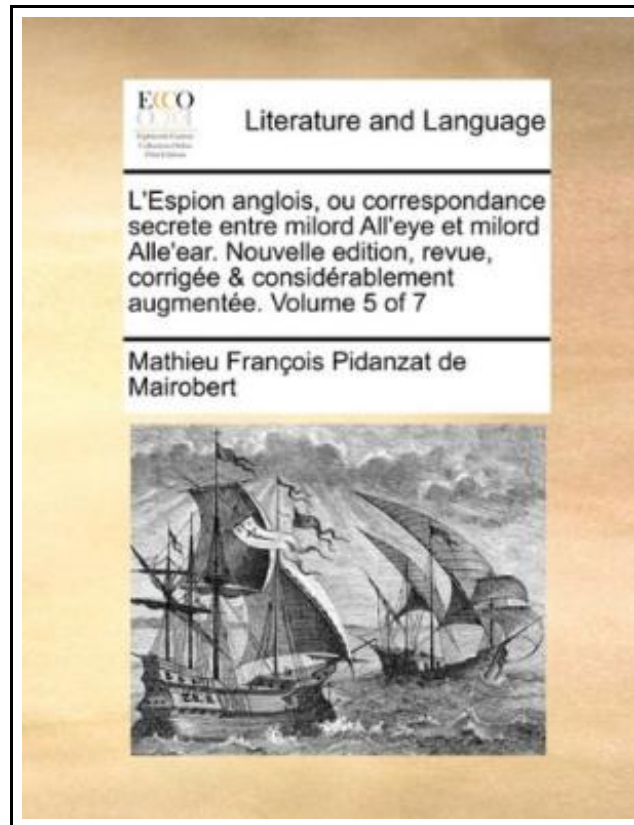 ECCO
Literature and Language
L'Espion anglois, ou correspondance
secrete entre milord All'eye et milord
Alle'ear. Nouvelle edition, revue,
corrigée & considérablement
augmentée. Volume 5 of 7
Mathieu François Pidanzat de
Mairobert